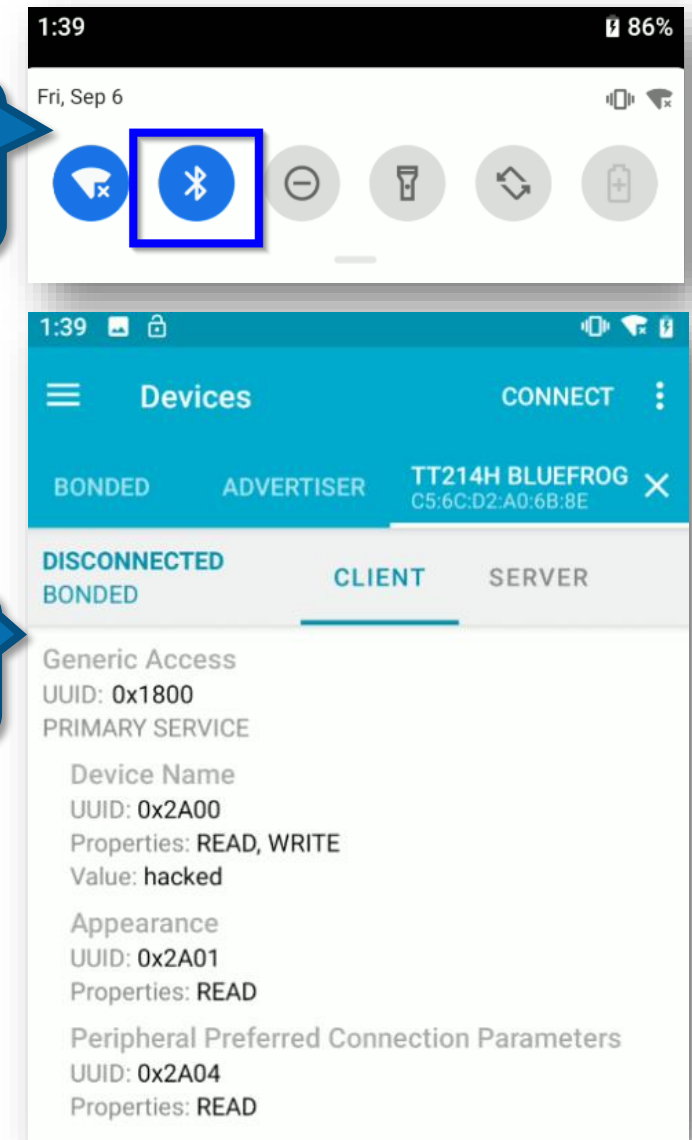 1:39 86%
Fri, Sep 6
1:39
Devices CONNECT
BONDED ADVERTISER TT214H BLUEFROG
C5:6C:D2:A0:6B:8E
DISCONNECTED
BONDED
CLIENT SERVER
Generic Access
UUID: 0x1800
PRIMARY SERVICE
Device Name
UUID: 0x2A00
Properties: READ, WRITE
Value: hacked
Appearance
UUID: 0x2A01
Properties: READ
Peripheral Preferred Connection Parameters
UUID: 0x2A04
Properties: READ